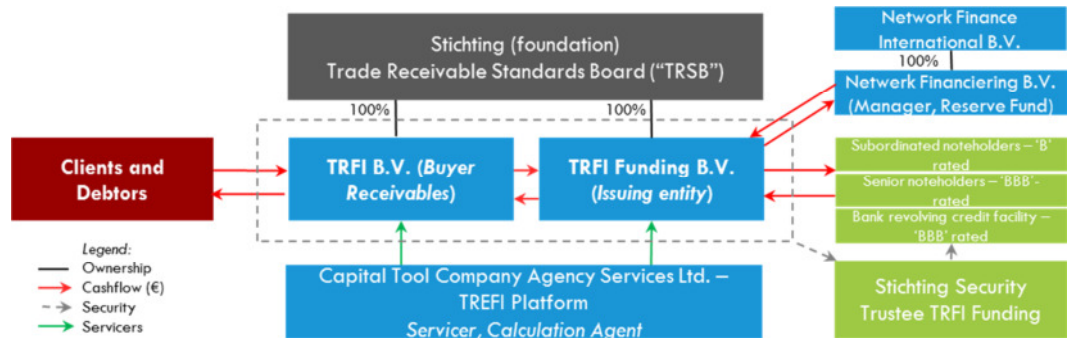 Stichting (foundation)
Trade Receivable Standards Board (“TRSB”)
Network Finance
International B.V.
100%
Netwerk Financiering B.V.
(Manager, Reserve Fund)
100%
100%
Clients and
Debtors
TRFI B.V. (Buyer
Receivables)
TRFI Funding B.V.
(Issuing entity)
Subordinated noteholders – ‘B’
rated
Senior noteholders – ‘BBB’-
rated
Bank revolving credit facility –
‘BBB’ rated
Legend:
Ownership
Cashflow (€)
Security
Servicers
Capital Tool Company Agency Services Ltd. –
TREFI Platform
Servicer, Calculation Agent
Stichting Security
Trustee TRFI Funding